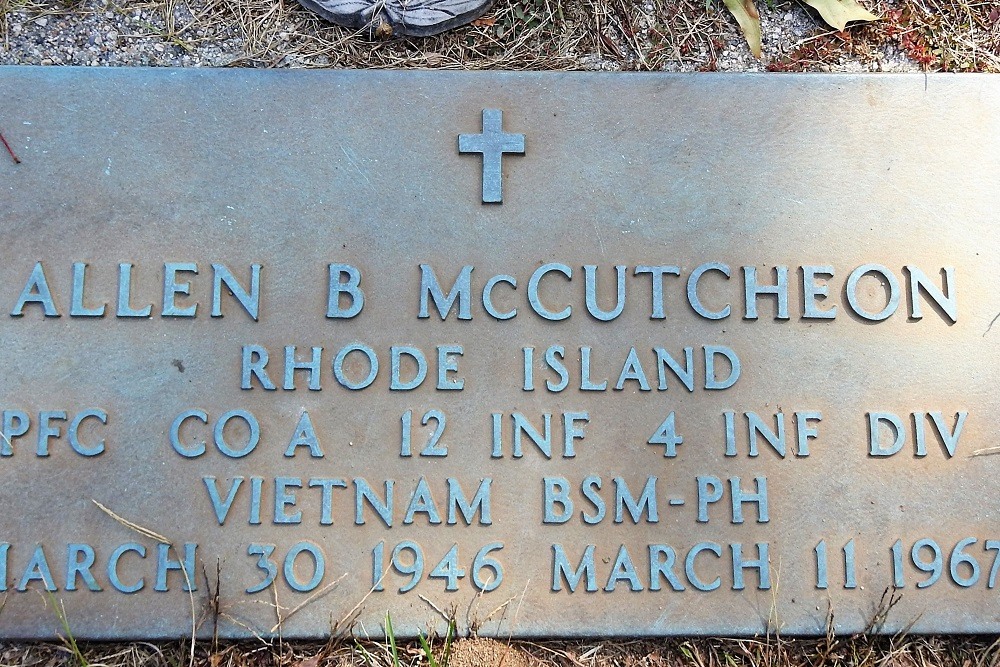 ALLEN B McCUTCHEON
RHODE ISLAND
PFC CO A 12 INF 4 INF DIV
VIETNAM BSM-PH
MARCH 30 1946 MARCH 11 1967